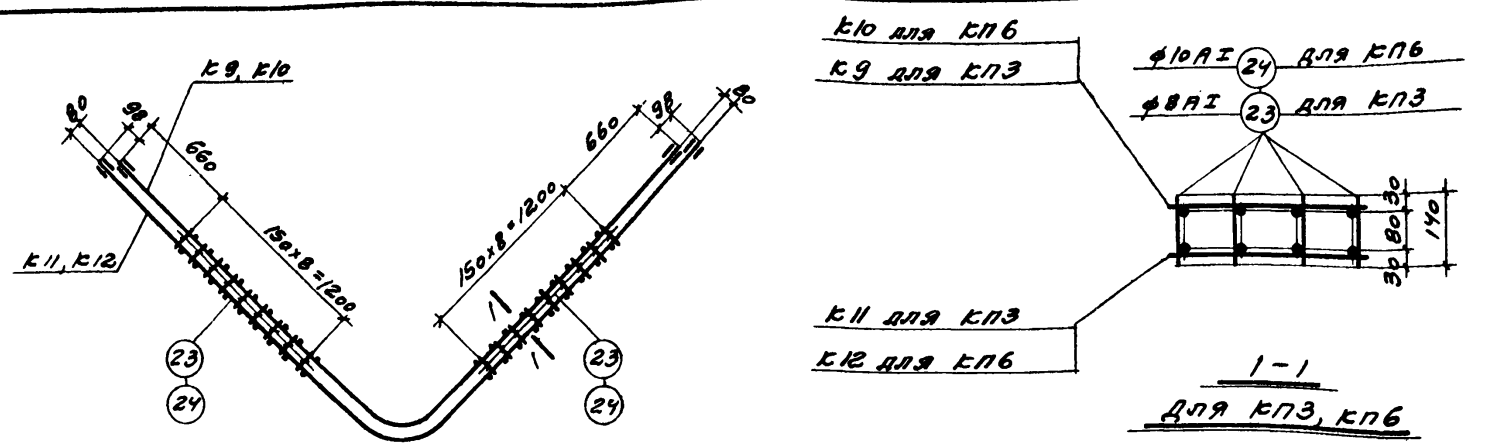 К9, К10
80
98
660
150х8=1200
К11, К12
23
24
1
1
150х8=1200
660
98
80
23
24
К10 для КП6
К9 для КП3
ф10АI 24 для КП6
ф8АI 23 для КП3
30
80
30
140
К11 для КП3
К12 для КП6
1-1
Для КП3, КП6